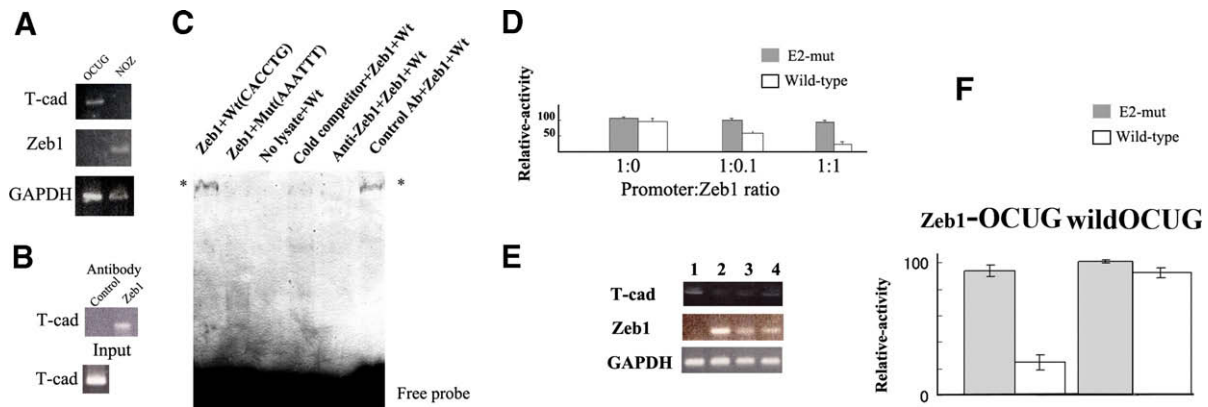 A
OCUG
NOZ
T-cad
Zeb1
GAPDH
B
Antibody
Control
Zeb1
T-cad
Input
T-cad
C
Zeb1+Wt(CACCTG)
Zeb1+Mut(AAATTT)
No lysate+Wt
Cold competitor+Zeb1+Wt
Anti-Zeb1+Zeb1+Wt
Control Ab+Zeb1+Wt
* *
Free probe
D
E2-mut
Wild-type
Relative-activity
100
50
1:0 1:0.1 1:1
Promoter:Zeb1 ratio
E
1 2 3 4
T-cad
Zeb1
GAPDH
F
E2-mut
Wild-type
Zeb1-OCUG wildOCUG
Relative-activity
100
0